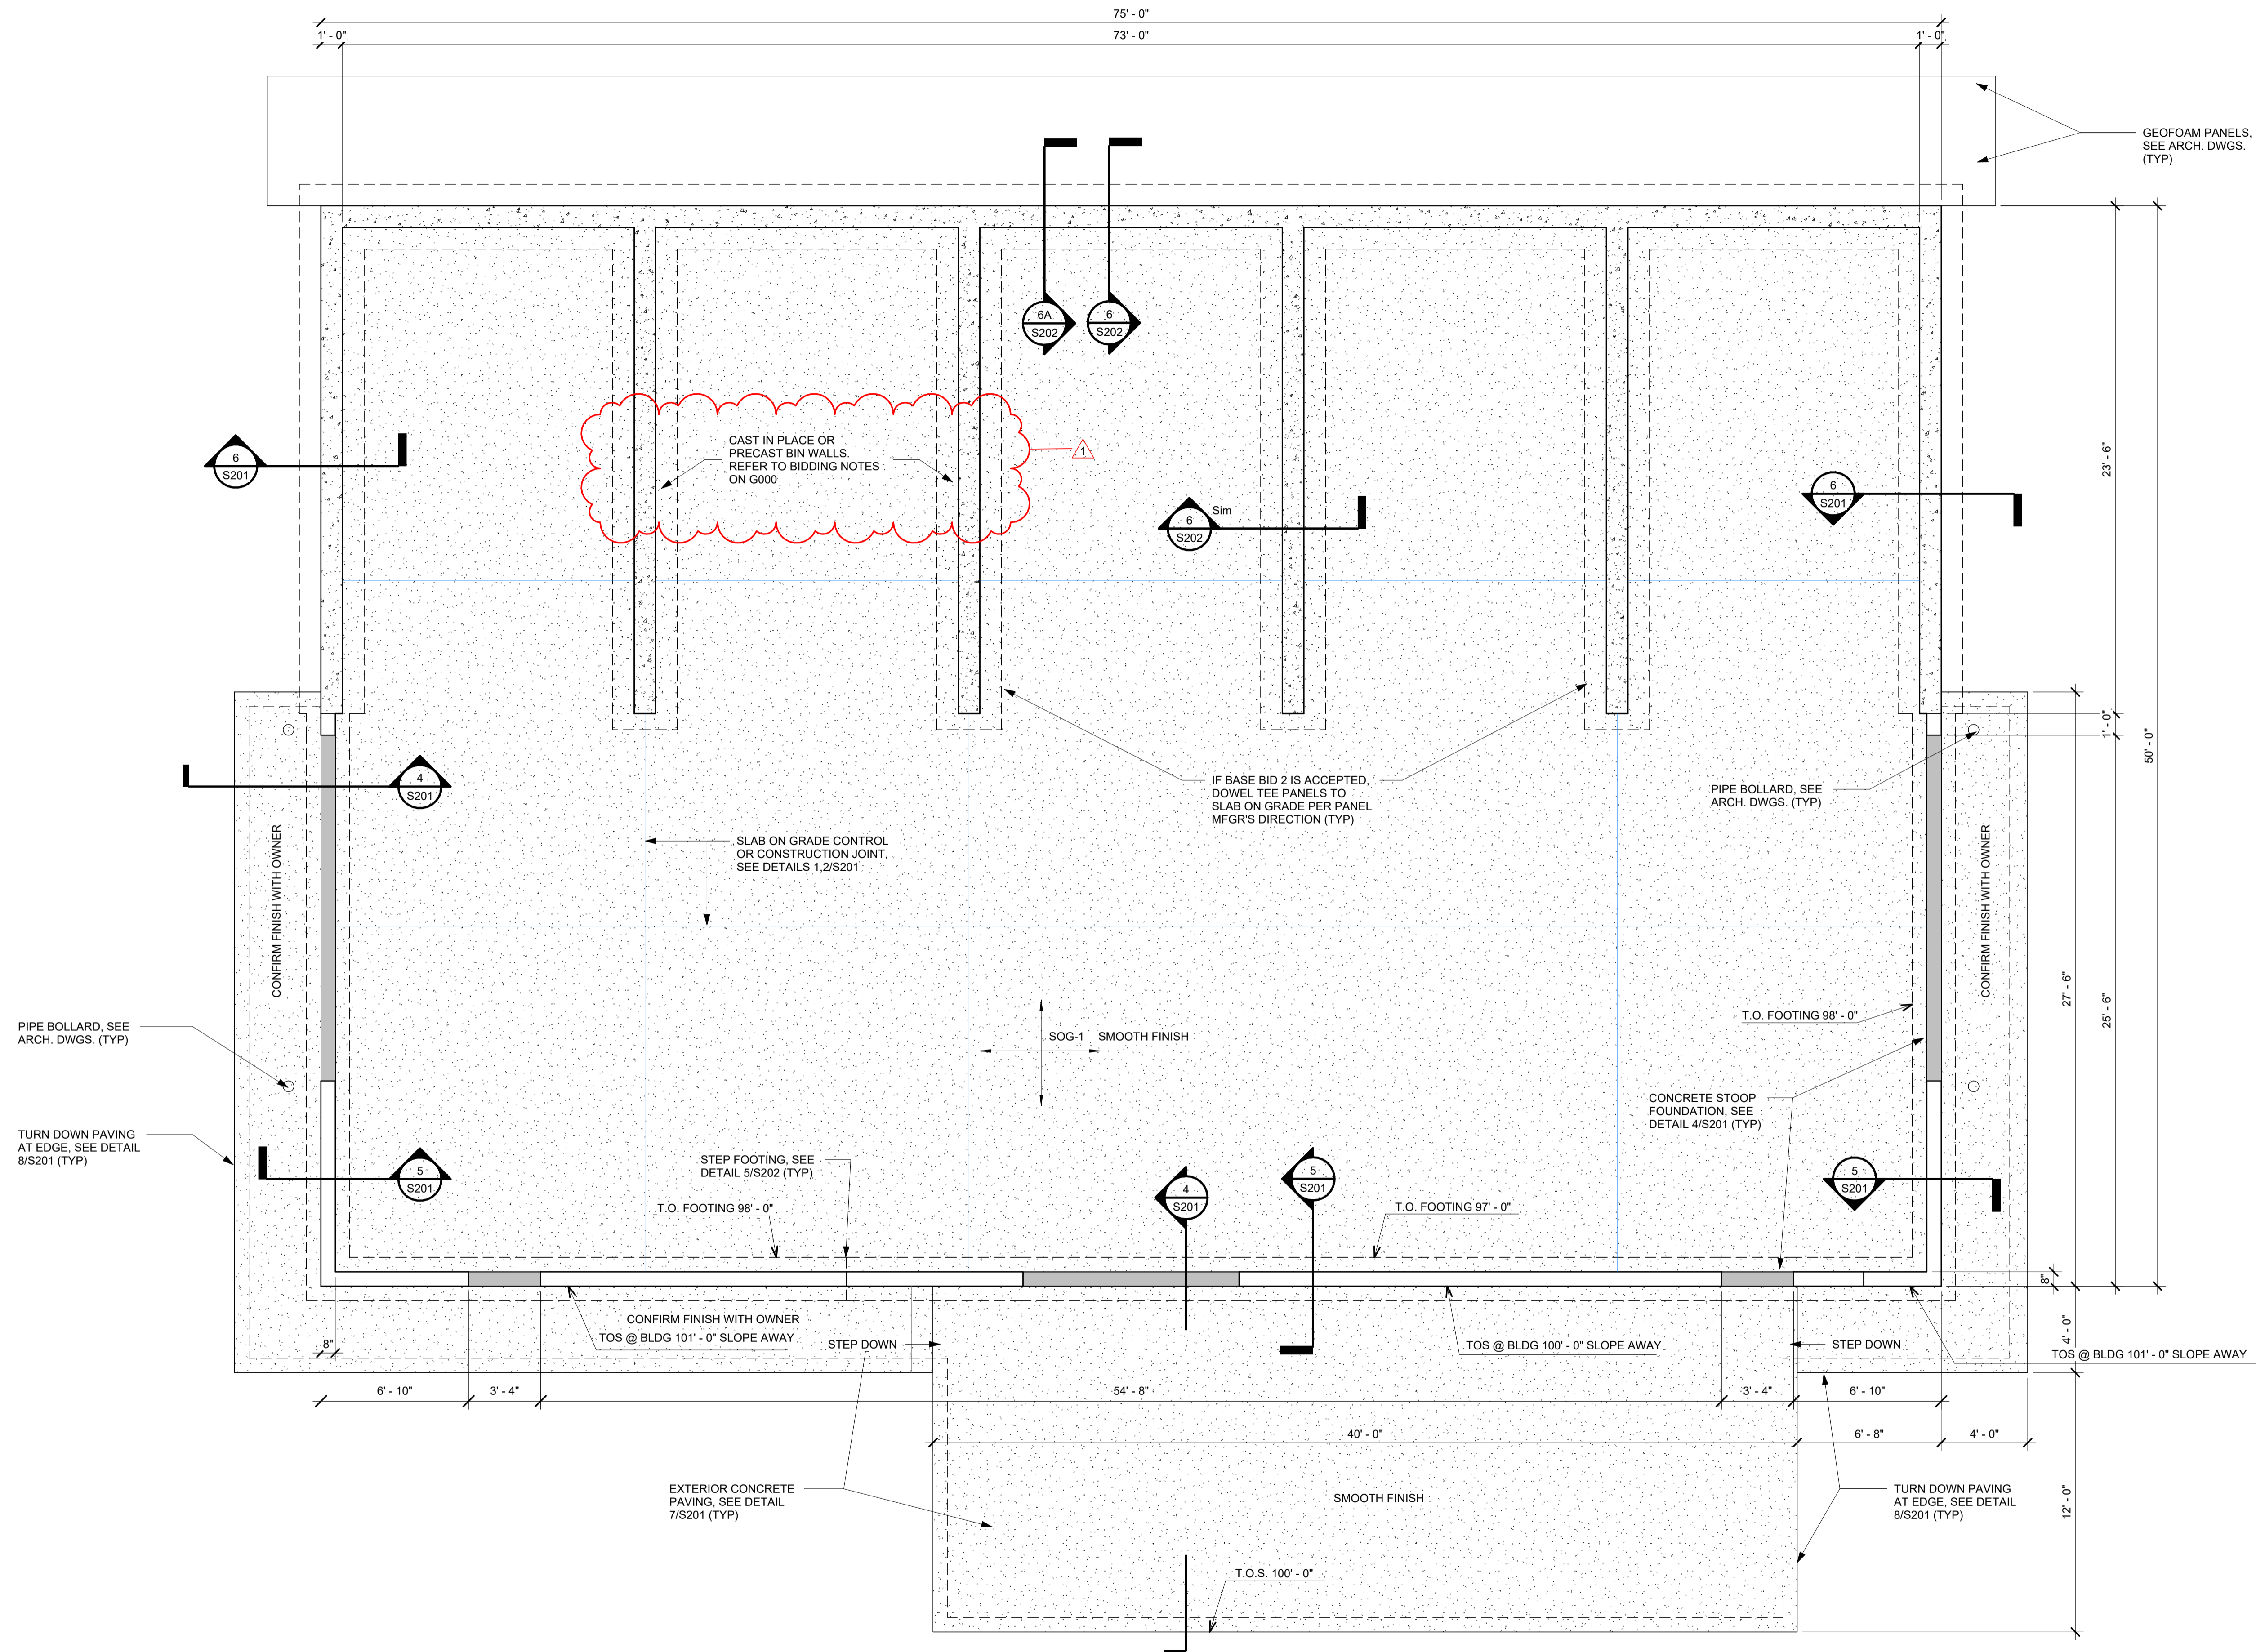 75' - 0"
1' - 0"
73' - 0"
1' - 0"
GEOFOAM PANELS,
SEE ARCH. DWGS.
(TYP)
6A
S202
6
S202
CAST IN PLACE OR
PRECAST BIN WALLS.
REFER TO BIDDING NOTES
ON G000
1
6
S201
6
S202
Sim
6
S201
23' - 6"
1' - 0"
50' - 0"
4
S201
IF BASE BID 2 IS ACCEPTED,
DOWEL TEE PANELS TO
SLAB ON GRADE PER PANEL
MFGR'S DIRECTION (TYP)
PIPE BOLLARD, SEE
ARCH. DWGS. (TYP)
SLAB ON GRADE CONTROL
OR CONSTRUCTION JOINT,
SEE DETAILS 1,2/S201
CONFIRM FINISH WITH OWNER
CONFIRM FINISH WITH OWNER
27' - 6"
25' - 6"
PIPE BOLLARD, SEE
ARCH. DWGS. (TYP)
SOG-1
SMOOTH FINISH
T.O. FOOTING 98' - 0"
CONCRETE STOOP
FOUNDATION, SEE
DETAIL 4/S201 (TYP)
TURN DOWN PAVING
AT EDGE, SEE DETAIL
8/S201 (TYP)
5
S201
STEP FOOTING, SEE
DETAIL 5/S202 (TYP)
4
S201
5
S201
5
S201
T.O. FOOTING 98' - 0"
T.O. FOOTING 97' - 0"
8"
CONFIRM FINISH WITH OWNER
TOS @ BLDG 101' - 0" SLOPE AWAY
8"
STEP DOWN
TOS @ BLDG 100' - 0" SLOPE AWAY
STEP DOWN
4' - 0"
TOS @ BLDG 101' - 0" SLOPE AWAY
6' - 10"
3' - 4"
54' - 8"
3' - 4"
6' - 10"
40' - 0"
6' - 8"
4' - 0"
EXTERIOR CONCRETE
PAVING, SEE DETAIL
7/S201 (TYP)
SMOOTH FINISH
TURN DOWN PAVING
AT EDGE, SEE DETAIL
8/S201 (TYP)
12' - 0"
T.O.S. 100' - 0"